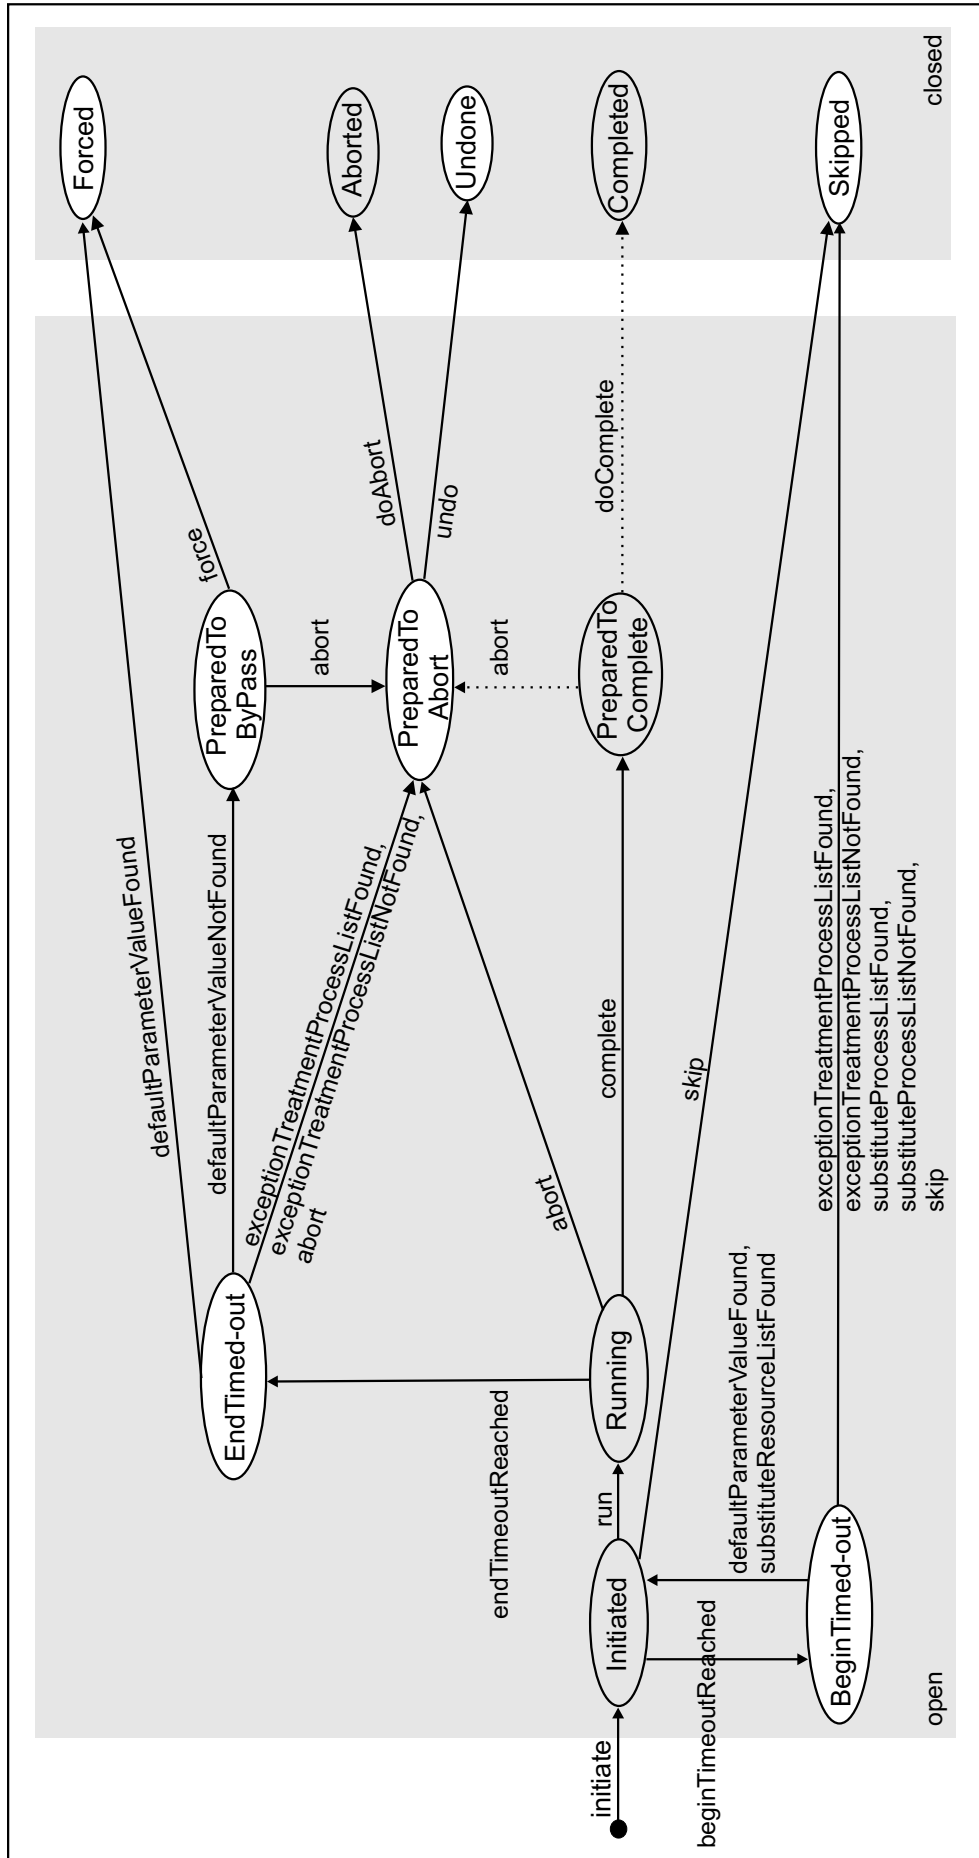 Forced
Aborted
Undone
Completed
Skipped
closed
defaultParameterValueFound
force
doAbort
undo
doComplete
PreparedTo
ByPass
abort
PreparedTo
Abort
abort
PreparedTo
Complete
defaultParameterValueNotFound
exceptionTreatmentProcessListFound,
exceptionTreatmentProcessListNotFound,
abort
abort
complete
skip
exceptionTreatmentProcessListFound,
exceptionTreatmentProcessListNotFound,
substituteProcessListFound,
substituteProcessListNotFound,
skip
EndTimed-out
endTimeoutReached
Running
run
defaultParameterValueFound,
substituteResourceListFound
Initiated
BeginTimed-out
beginTimeoutReached
initiate
open